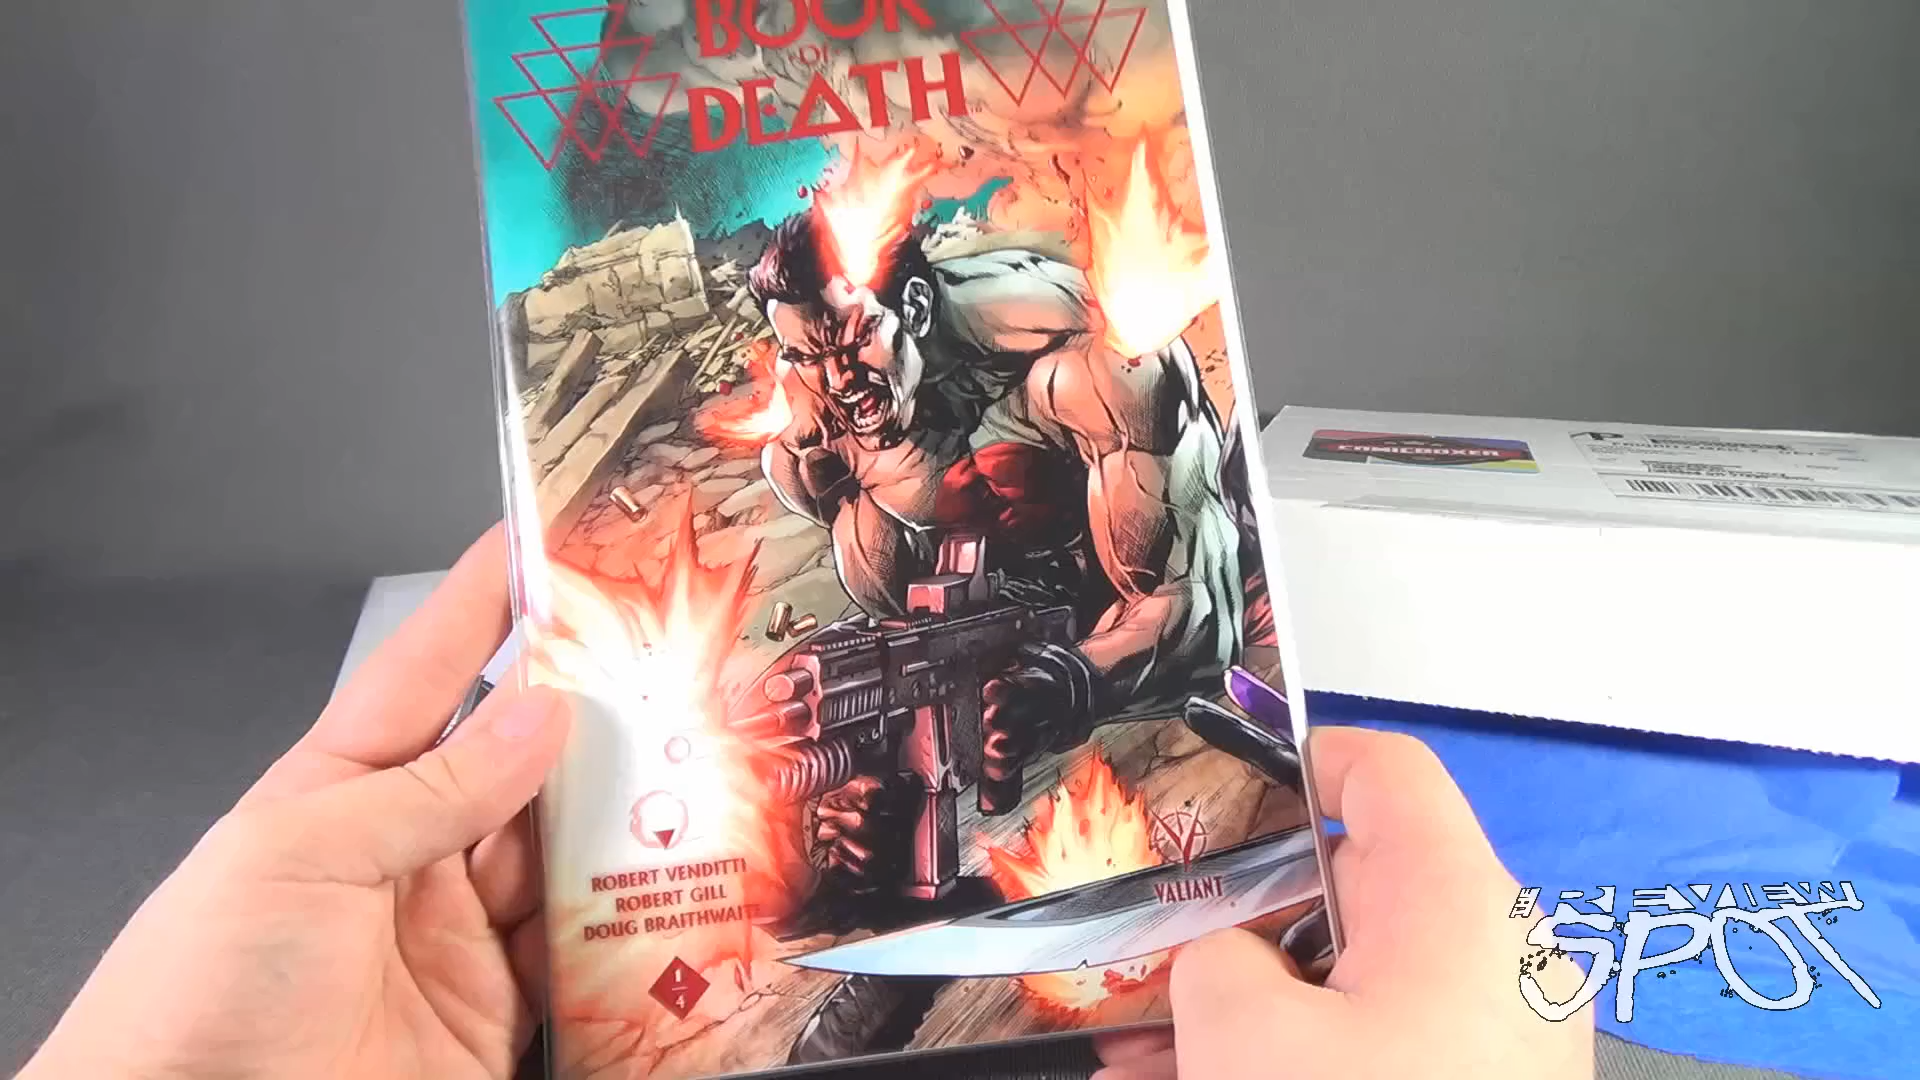 BOOK
OF
DEATH
ROBERT VENDITTI
ROBERT GILL
DOUG BRAITHWAITE
1
4
VALIANT
COMICBOXER
P
THE REVIEW
SPOT